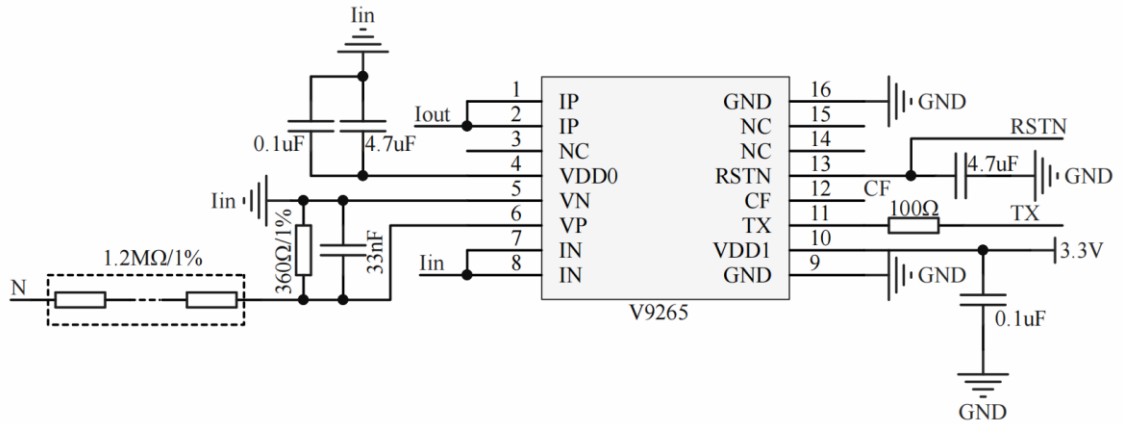 Iin
0.1uF
4.7uF
Iout
Iin
360Ω/1%
33nF
1.2MΩ/1%
N
Iin
1
2
3
4
5
6
7
8
IP
IP
NC
VDD0
VN
VP
IN
IN
GND
NC
NC
RSTN
CF
TX
VDD1
GND
16
15
14
13
12
11
10
9
V9265
GND
RSTN
4.7uF
GND
CF
100Ω
TX
3.3V
GND
0.1uF
GND